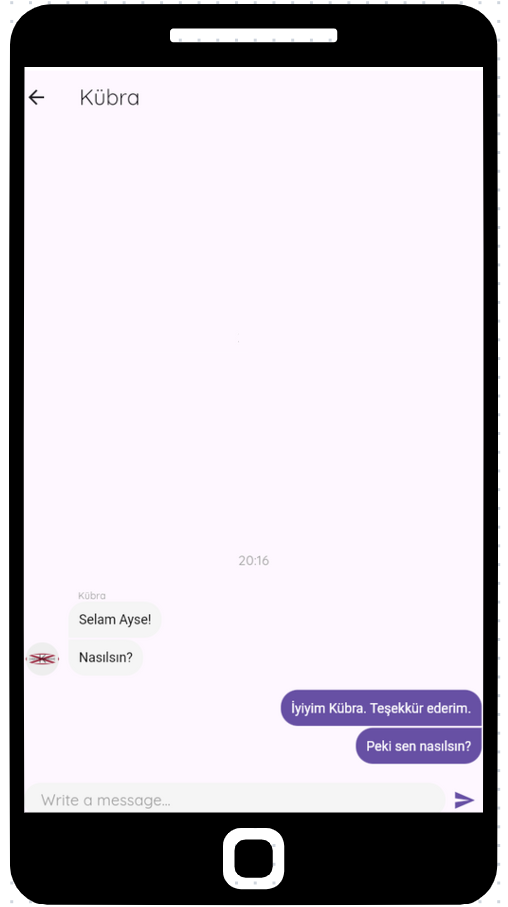 Kübra
20:16
Kübra
Selam Ayse!
Nasılsın?
İyiyim Kübra. Teşekkür ederim.
Peki sen nasılsın?
Write a message...